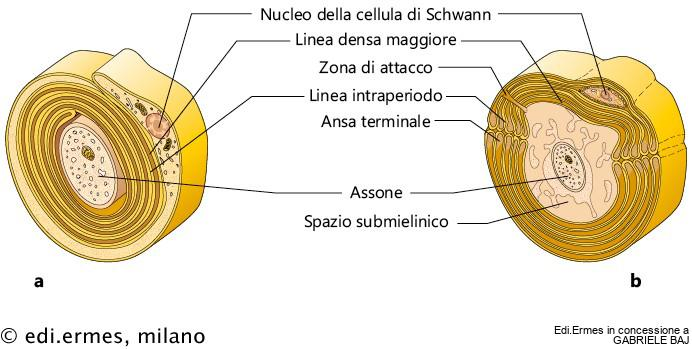 Nucleo della cellula di Schwann
Linea densa maggiore
Zona di attacco
Linea intraperiodo
Ansa terminale
Assone
Spazio submielinico
a
b
© edi.ermes, milano
Edi.Ermes in concessione a
GABRIELE BAJ